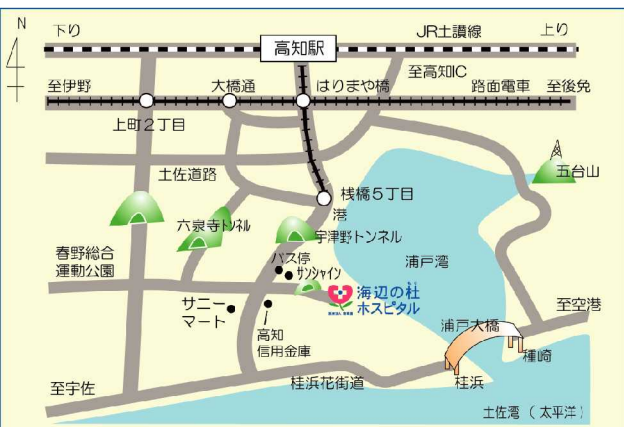 N
下り
高知駅
JR土讃線
上り
至伊野
大橋通
はりまや橋
至高知IC
路面電車
至後免
上町2丁目
土佐道路
五台山
桟橋5丁目
港
六泉寺トンネル
宇津野トンネル
春野総合
運動公園
バス停
サンシャイン
浦戸湾
海辺の杜
ホスピタル
サニー
マート
高知
信用金庫
至空港
浦戸大橋
種崎
至宇佐
桂浜花街道
桂浜
土佐湾(太平洋)